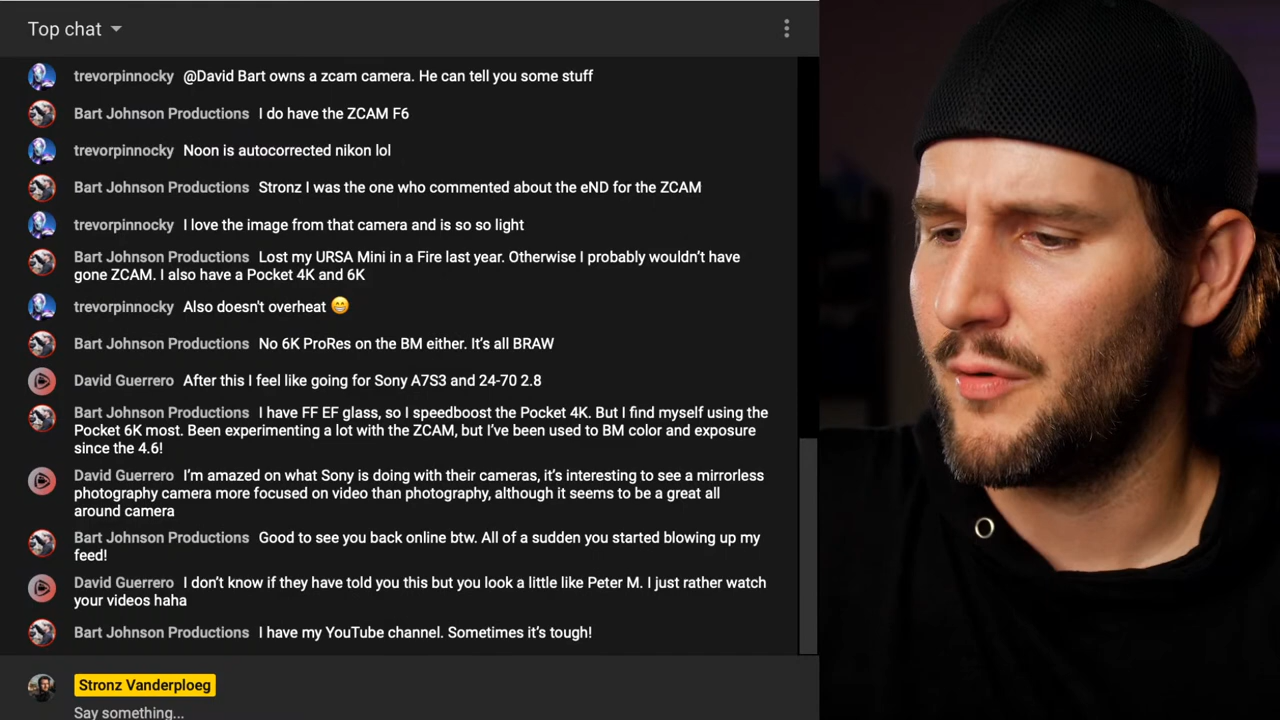 Top chat
trevorpinnocky @David Bart owns a zcam camera. He can tell you some stuff
Bart Johnson Productions I do have the ZCAM F6
trevorpinnocky Noon is autocorrected nikon lol
Bart Johnson Productions Stronz I was the one who commented about the eND for the ZCAM
trevorpinnocky I love the image from that camera and is so so light
Bart Johnson Productions Lost my URSA Mini in a Fire last year. Otherwise I probably wouldn't have
gone ZCAM. I also have a Pocket 4K and 6K
trevorpinnocky Also doesn't overheat 😁
Bart Johnson Productions No 6K ProRes on the BM either. It's all BRAW
David Guerrero After this I feel like going for Sony A7S3 and 24-70 2.8
Bart Johnson Productions I have FF EF glass, so I speedboost the Pocket 4K. But I find myself using the
Pocket 6K most. Been experimenting a lot with the ZCAM, but I've been used to BM color and exposure
since the 4.6!
David Guerrero I'm amazed on what Sony is doing with their cameras, it's interesting to see a mirrorless
photography camera more focused on video than photography, although it seems to be a great all
around camera
Bart Johnson Productions Good to see you back online btw. All of a sudden you started blowing up my
feed!
David Guerrero I don't know if they have told you this but you look a little like Peter M. I just rather watch
your videos haha
Bart Johnson Productions I have my YouTube channel. Sometimes it's tough!
Stronz Vanderploeg
Say something...